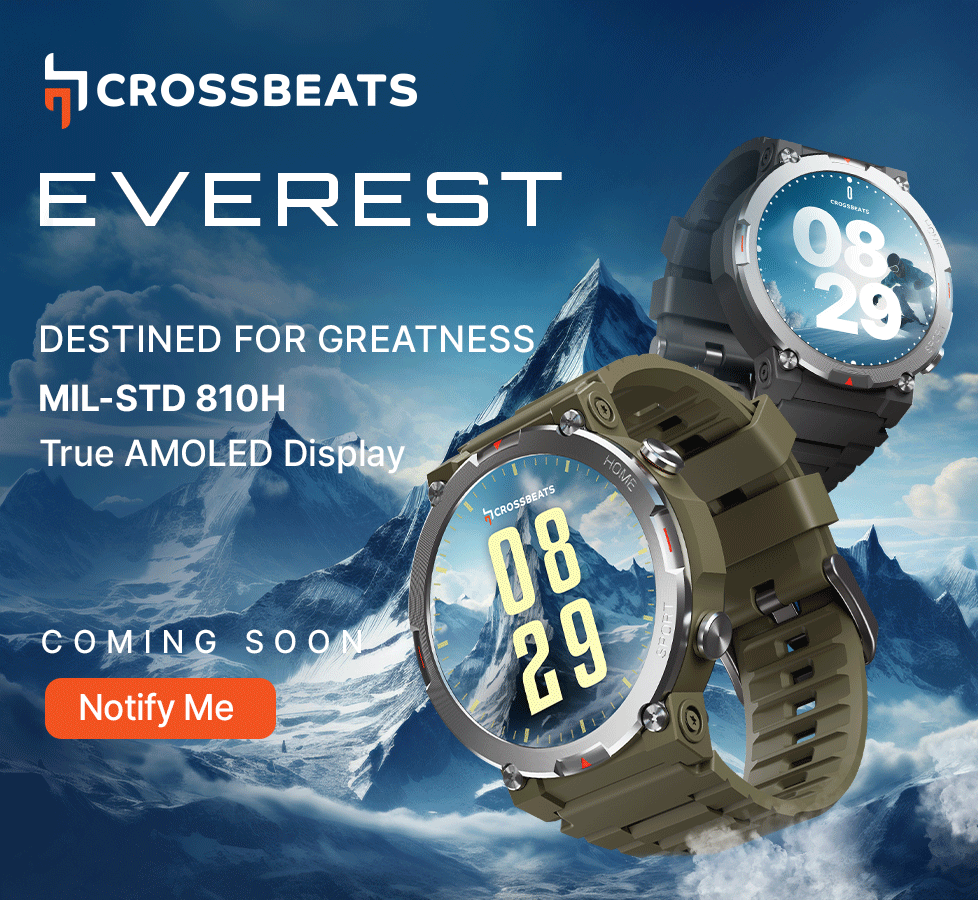 CROSSBEATS
EVEREST
DESTINED FOR GREATNESS
MIL-STD 810H
True AMOLED Display
COMING SOON
Notify Me
CROSSBEATS
08
29
HOME
SPORT
CROSSBEATS
08
29